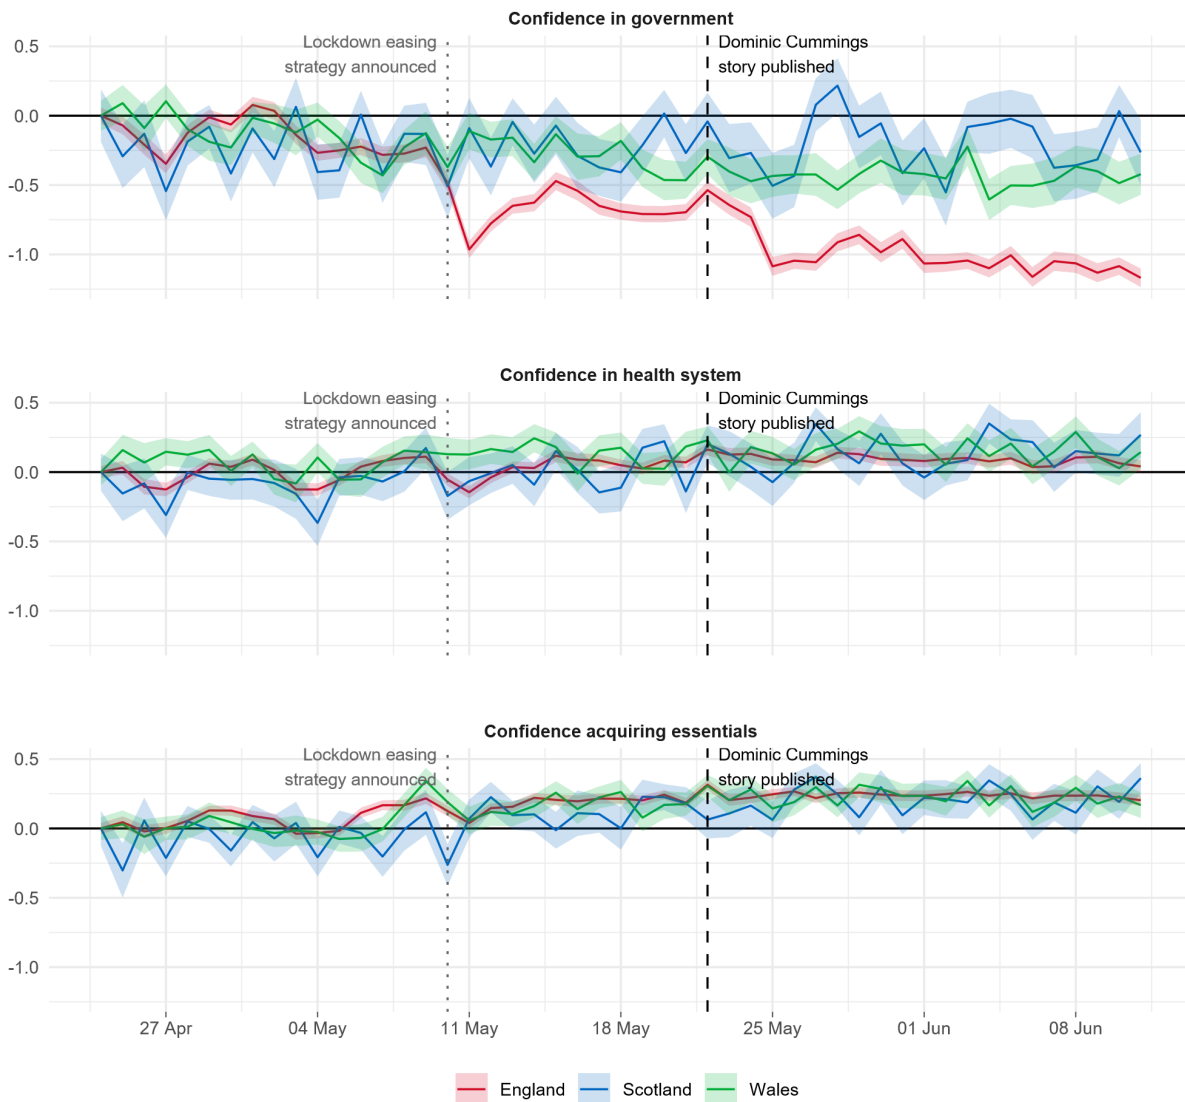 Confidence in government
Lockdown easing
strategy announced
Dominic Cummings
story published
0.5
0.0
-0.5
-1.0
Confidence in health system
Lockdown easing
strategy announced
Dominic Cummings
story published
0.5
0.0
-0.5
-1.0
Confidence acquiring essentials
Lockdown easing
strategy announced
Dominic Cummings
story published
0.5
0.0
-0.5
-1.0
27 Apr 04 May 11 May 18 May 25 May 01 Jun 08 Jun
England Scotland Wales